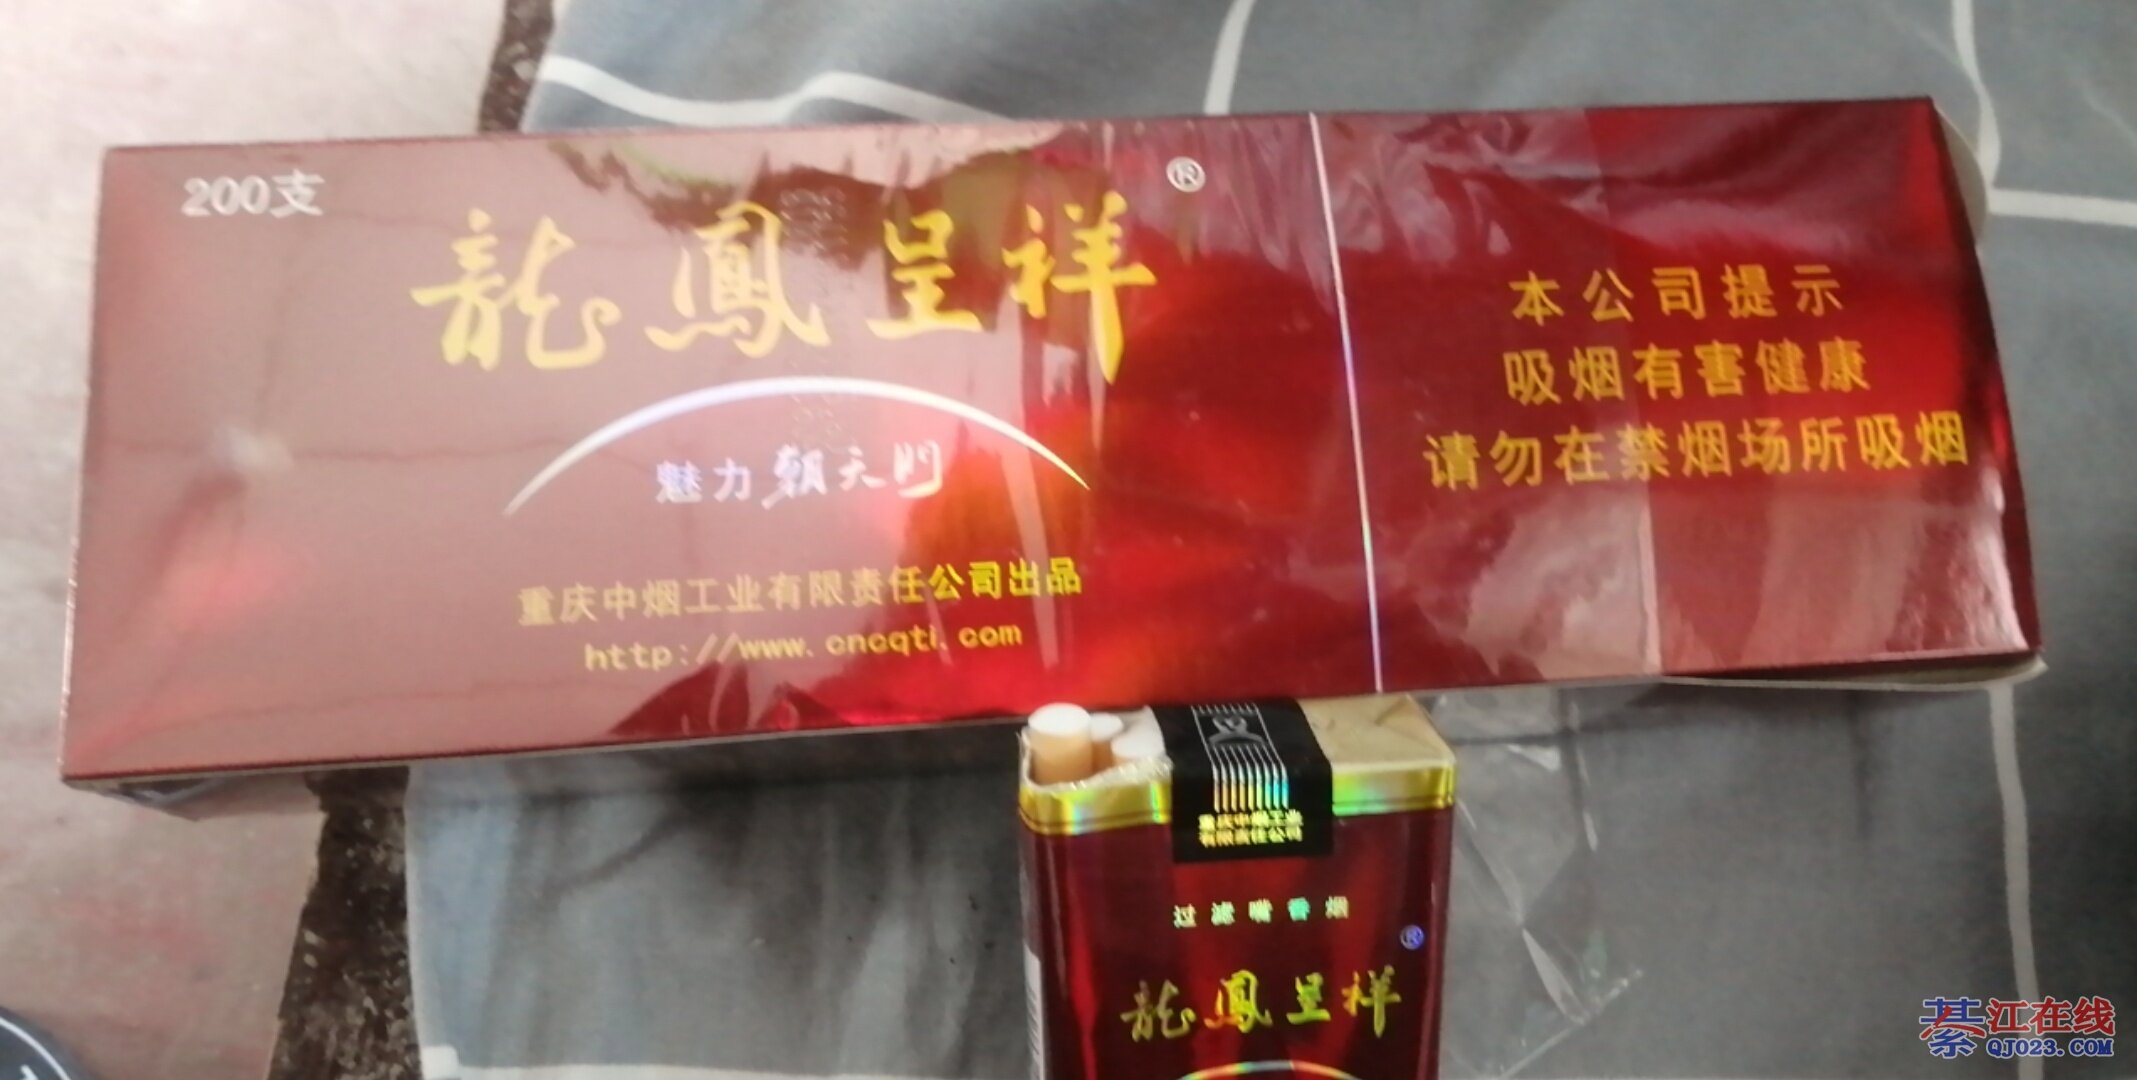 200支
龍鳳呈祥®
魅力朝天門
重庆中烟工业有限责任公司出品
http://www.cncqti.com
本公司提示
吸烟有害健康
请勿在禁烟场所吸烟
重庆中烟工业
有限责任公司
过滤嘴香烟
龍鳳呈祥®
綦江在线
QJ023.COM